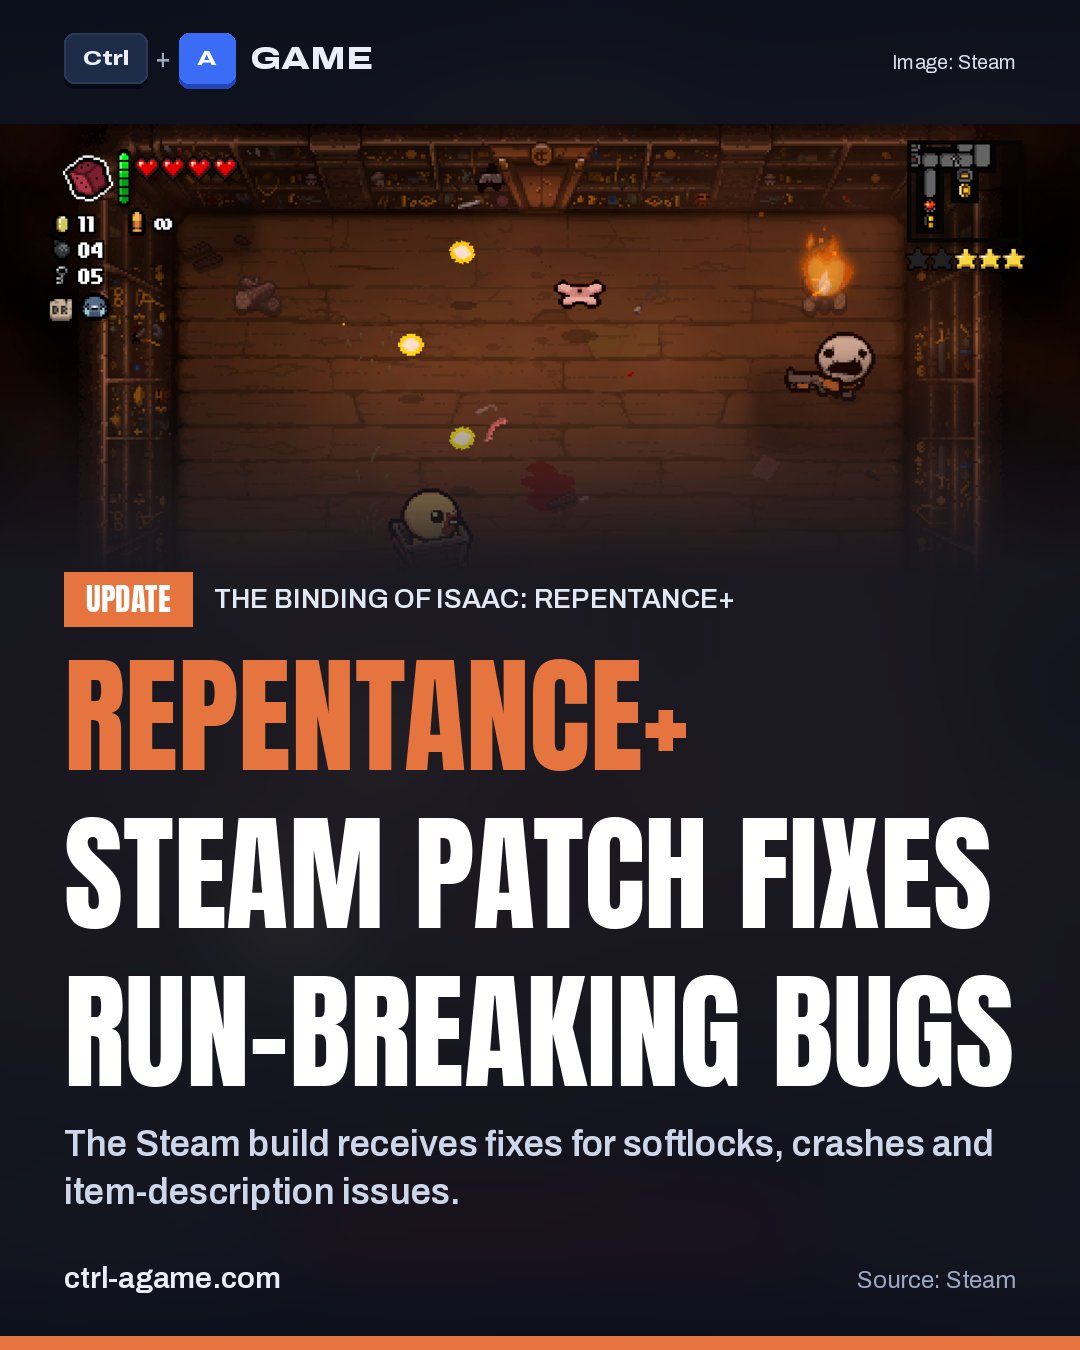 Ctrl + A GAME
Image: Steam
11 ∞
04
05
DR
UPDATE THE BINDING OF ISAAC: REPENTANCE+
REPENTANCE+
STEAM PATCH FIXES
RUN-BREAKING BUGS
The Steam build receives fixes for softlocks, crashes and
item-description issues.
ctrl-agame.com
Source: Steam